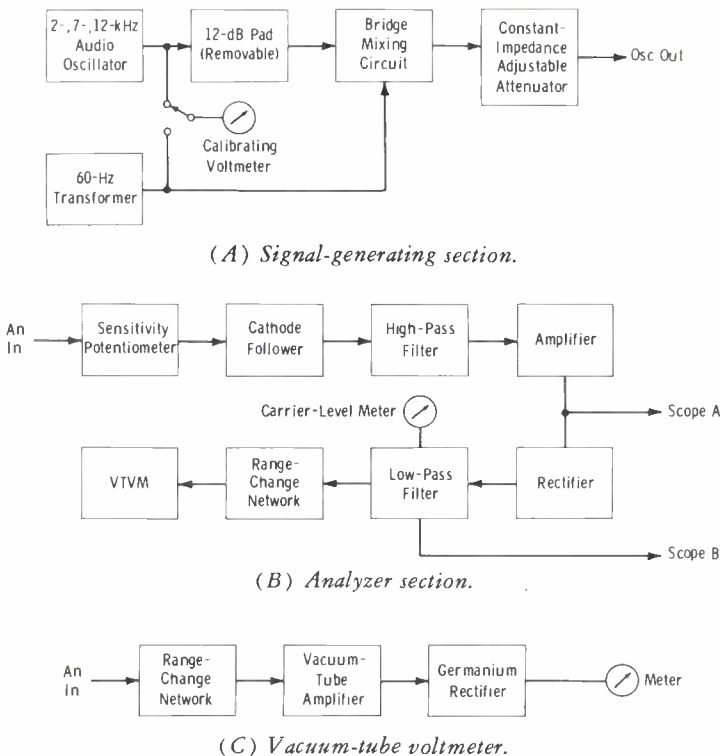 2-,7-,12-kHz
Audio
Oscillator
12-dB Pad
(Removable)
Bridge
Mixing
Circuit
Constant-
Impedance
Adjustable
Attenuator
Osc Out
Calibrating
Voltmeter
60-Hz
Transformer
(A) Signal-generating section.
An
In
Sensitivity
Potentiometer
Cathode
Follower
High-Pass
Filter
Amplifier
Scope A
Carrier-Level Meter
VTVM
Range-
Change
Network
Low-Pass
Filter
Rectifier
Scope B
(B) Analyzer section.
An
In
Range-
Change
Network
Vacuum-
Tube
Amplifier
Germanium
Rectifier
Meter
(C) Vacuum-tube voltmeter.